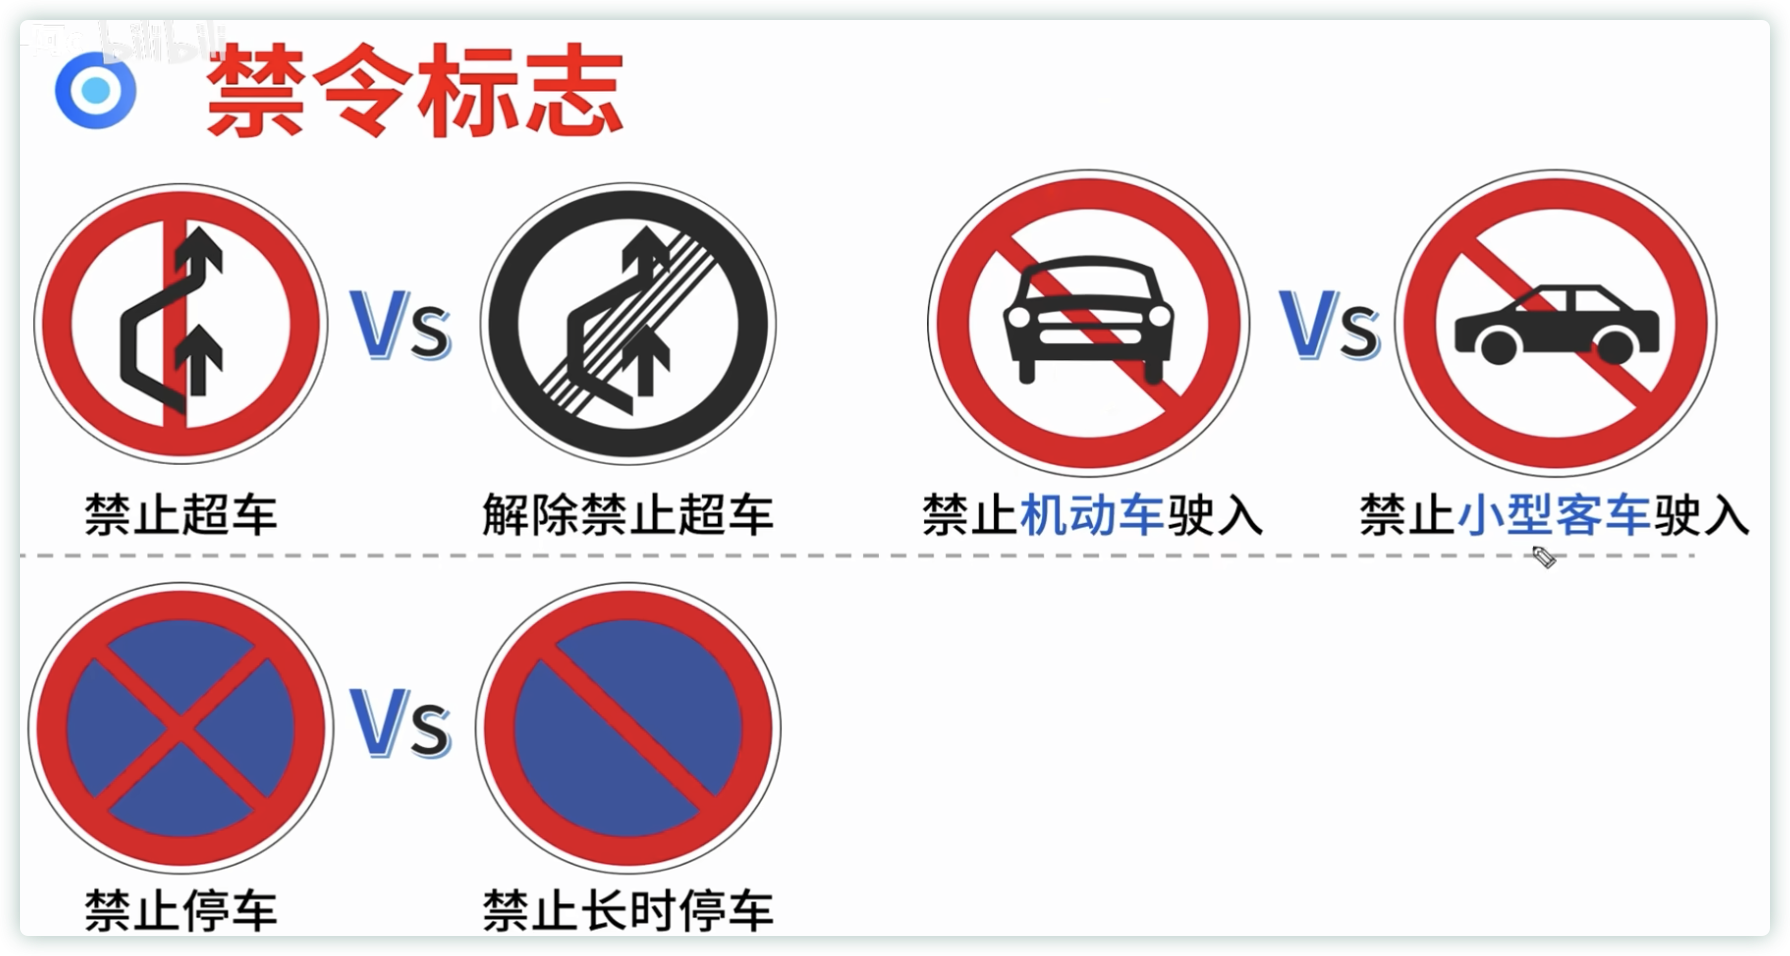 禁令标志
Vs
Vs
禁止超车
解除禁止超车
禁止机动车驶入
禁止小型客车驶入
Vs
禁止停车
禁止长时停车
bilibili